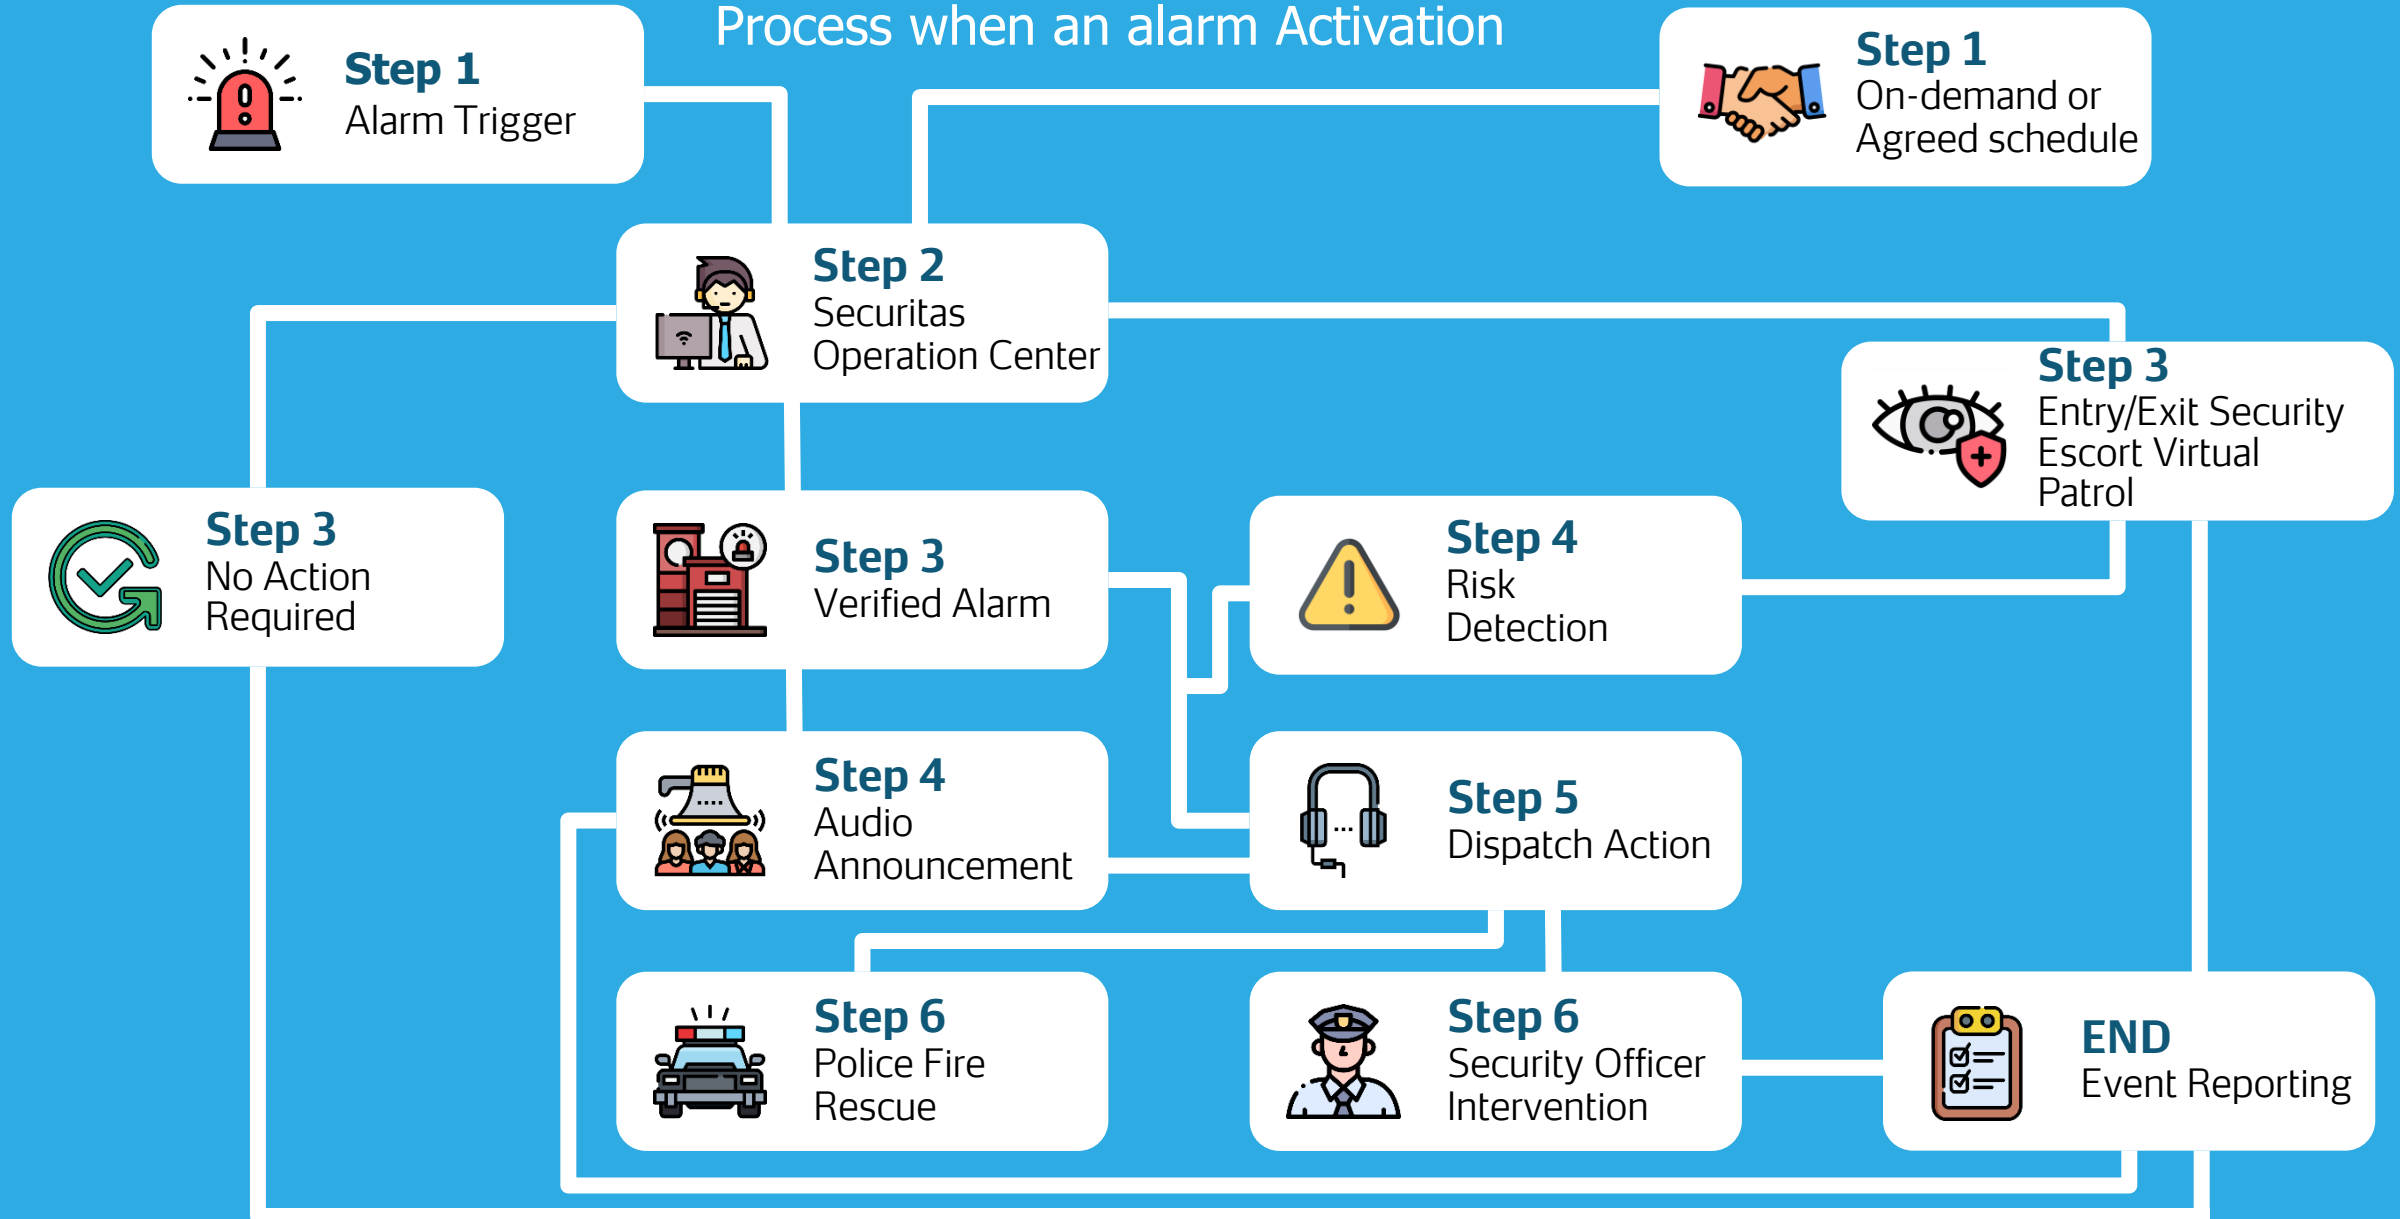 Process when an alarm Activation
Step 1
Alarm Trigger
Step 1
On-demand or
Agreed schedule
Step 2
Securitas
Operation Center
Step 3
Entry/Exit Security
Escort Virtual
Patrol
Step 3
No Action
Required
Step 3
Verified Alarm
Step 4
Risk
Detection
Step 4
Audio
Announcement
Step 5
Dispatch Action
Step 6
Police Fire
Rescue
Step 6
Security Officer
Intervention
END
Event Reporting